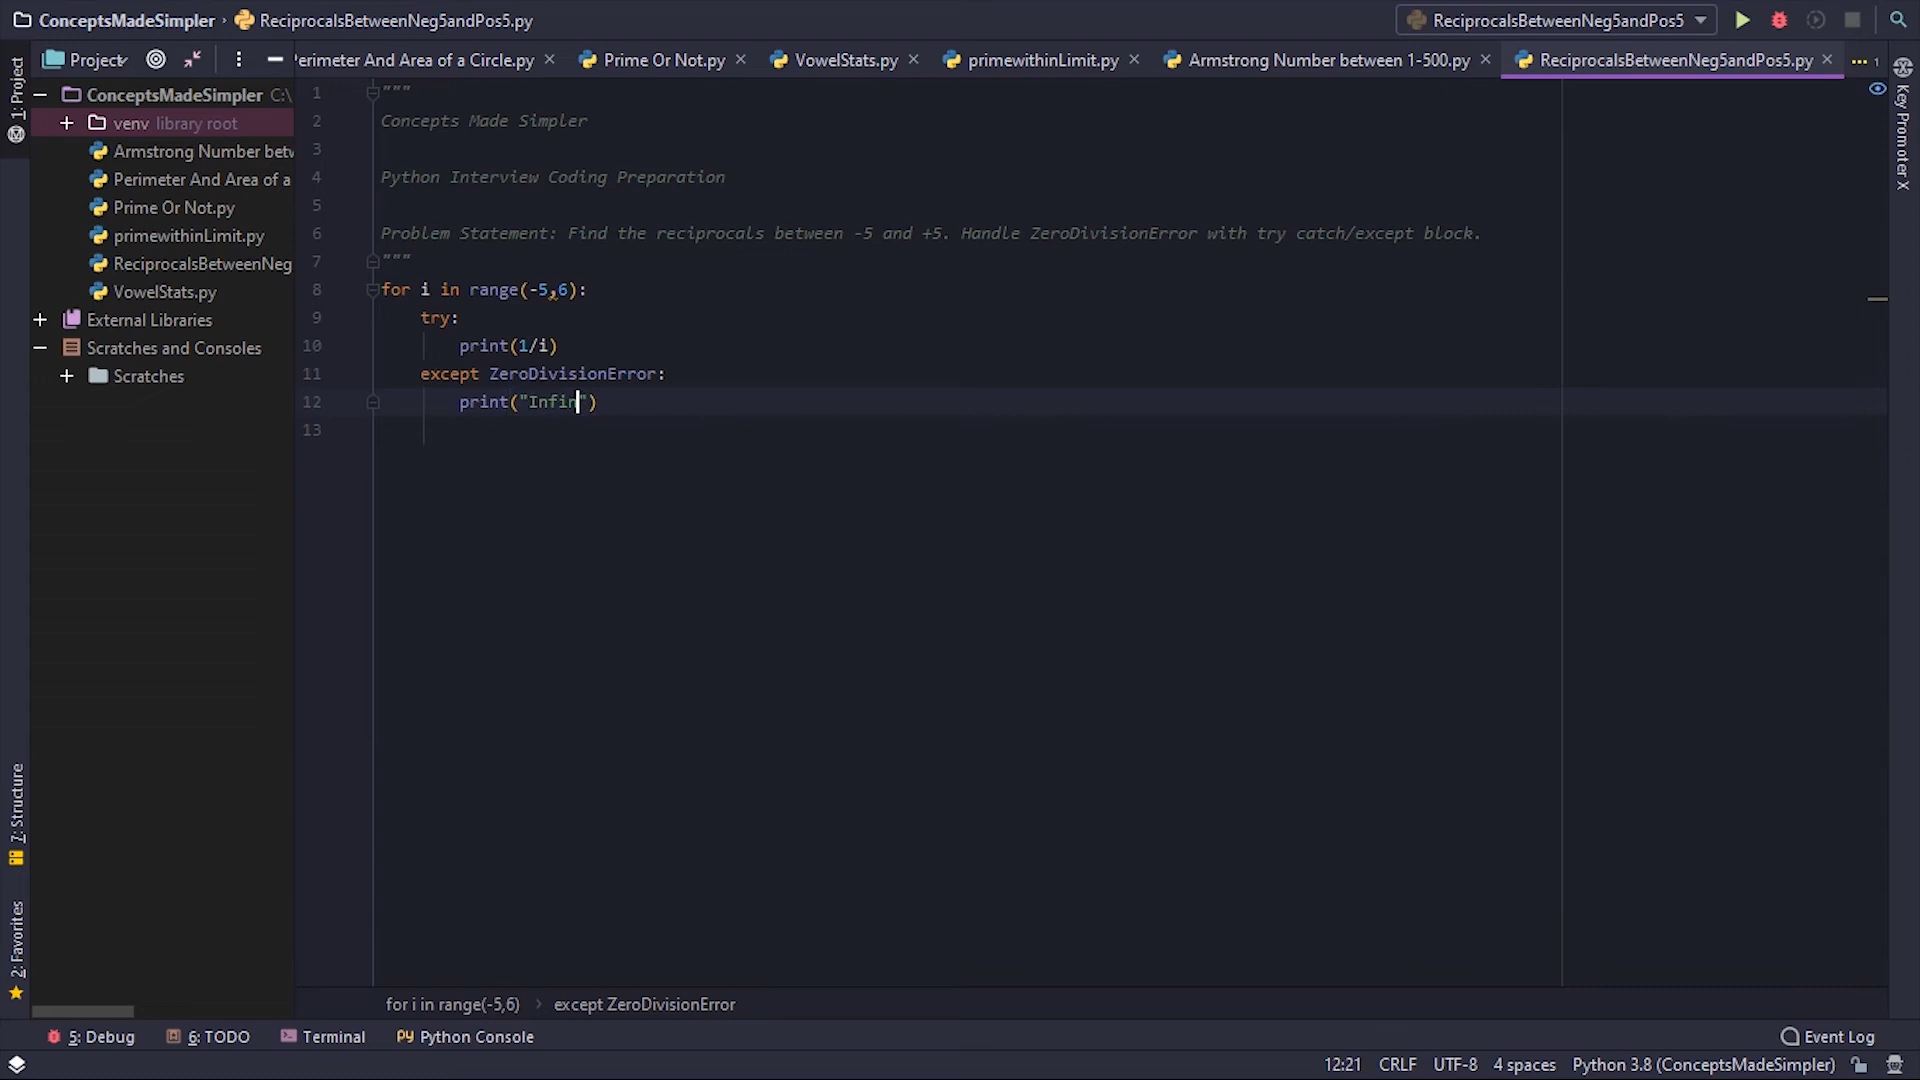 ConceptsMadeSimpler › ReciprocalsBetweenNeg5andPos5.py
ReciprocalsBetweenNeg5andPos5
Project
erimeter And Area of a Circle.py
Prime Or Not.py
VowelStats.py
primewithinLimit.py
Armstrong Number between 1-500.py
ReciprocalsBetweenNeg5andPos5.py
1
1: Project
7: Structure
2: Favorites
Key Promoter X
ConceptsMadeSimpler C:\
venv library root
Armstrong Number betw
Perimeter And Area of a
Prime Or Not.py
primewithinLimit.py
ReciprocalsBetweenNeg
VowelStats.py
External Libraries
Scratches and Consoles
Scratches
1 """
2 Concepts Made Simpler
3
4 Python Interview Coding Preparation
5
6 Problem Statement: Find the reciprocals between -5 and +5. Handle ZeroDivisionError with try catch/except block.
7 """
8 for i in range(-5,6):
9 try:
10 print(1/i)
11 except ZeroDivisionError:
12 print("Infin")
13
for i in range(-5,6) › except ZeroDivisionError
5: Debug
6: TODO
Terminal
Python Console
Event Log
12:21 CRLF UTF-8 4 spaces Python 3.8 (ConceptsMadeSimpler)